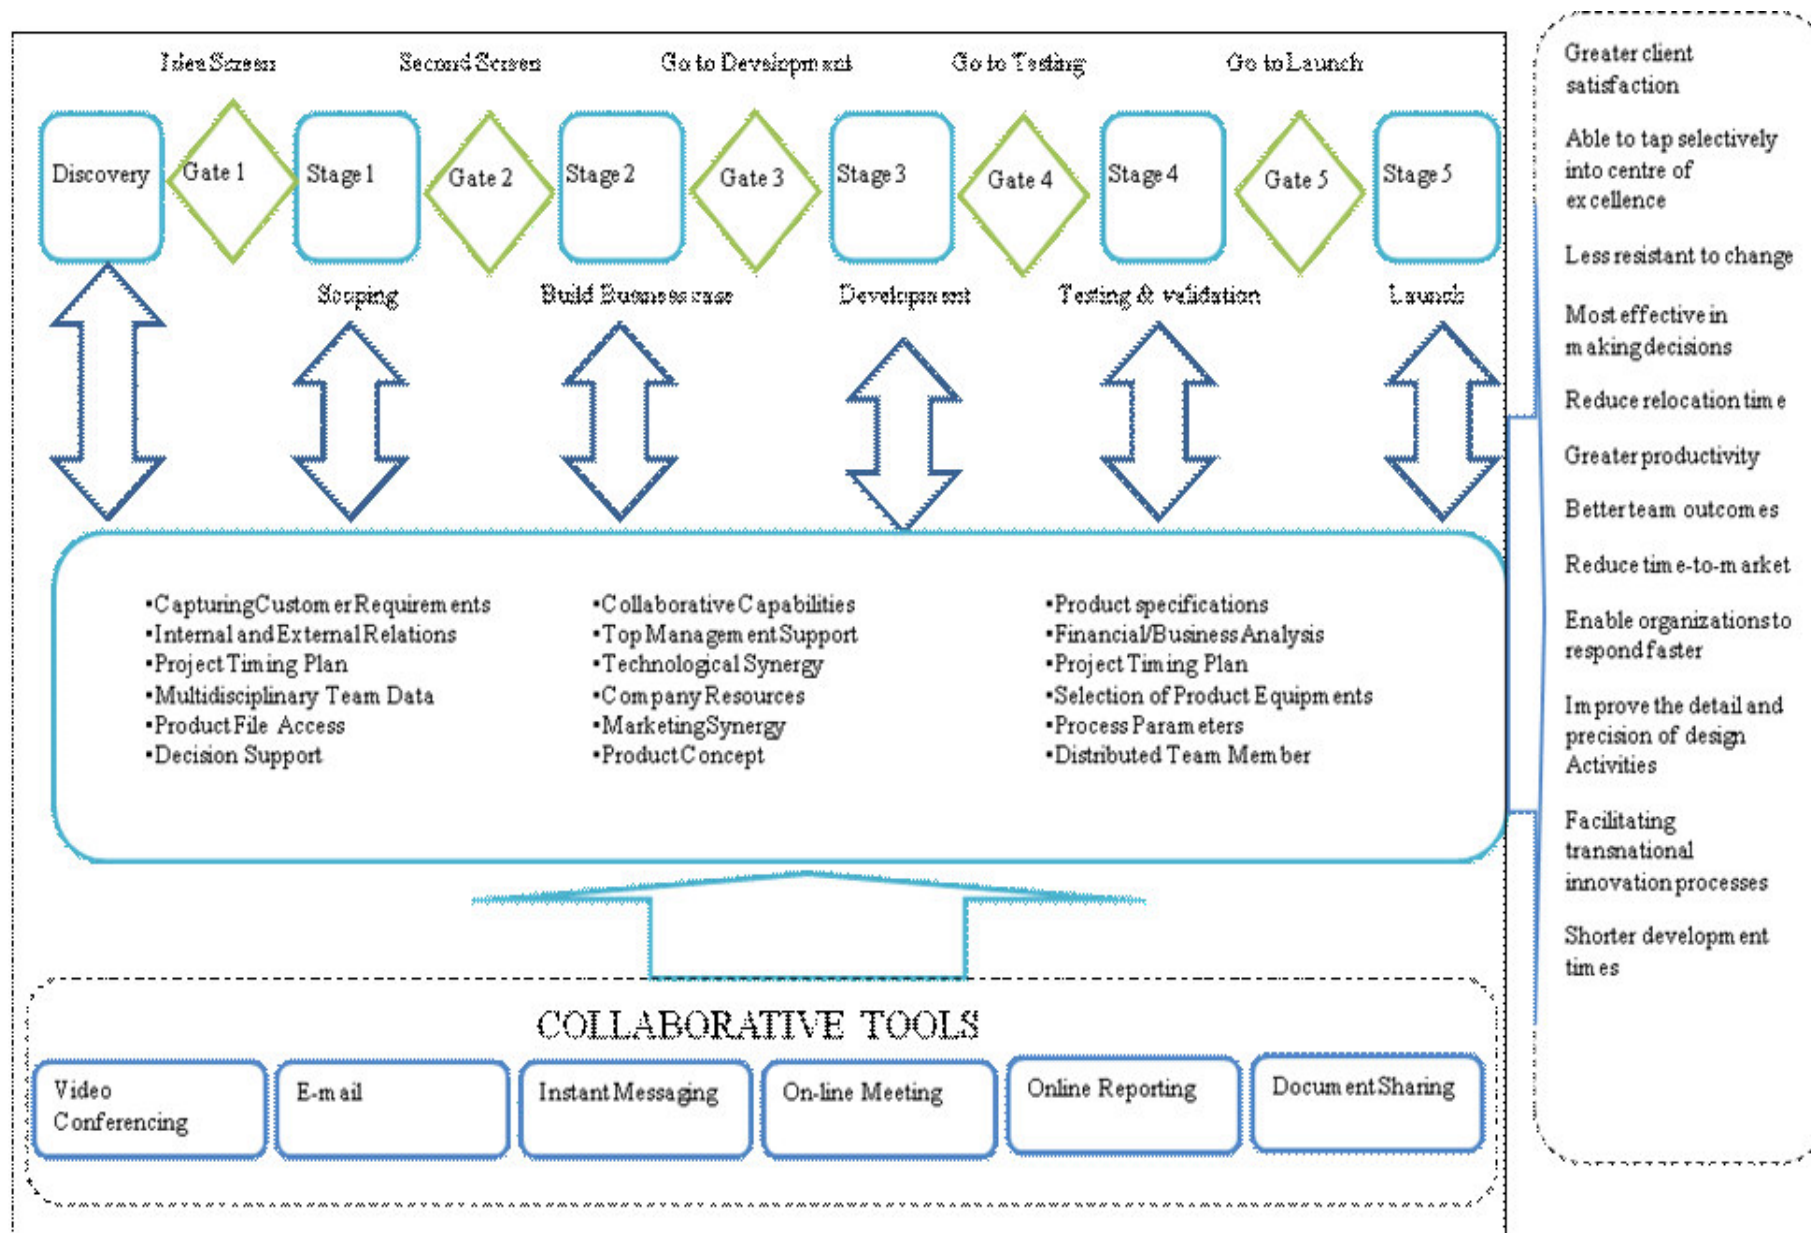 Idea Screen
Second Screen
Go to Development
Go to Testing
Go to Launch
Discovery
Gate 1
Stage 1
Gate 2
Stage 2
Gate 3
Stage 3
Gate 4
Stage 4
Gate 5
Stage 5
Scoping
Build Business case
Development
Testing & validation
Launch
▪Capturing Customer Requirements
▪Internal and External Relations
▪Project Timing Plan
▪Multidisciplinary Team Data
▪Product File Access
▪Decision Support
▪Collaborative Capabilities
▪Top Management Support
▪Technological Synergy
▪Company Resources
▪Marketing Synergy
▪Product Concept
▪Product specifications
▪Financial/Business Analysis
▪Project Timing Plan
▪Selection of Product Equipments
▪Process Parameters
▪Distributed Team Member
COLLABORATIVE TOOLS
Video
Conferencing
E-mail
Instant Messaging
On-line Meeting
Online Reporting
Document Sharing
Greater client
satisfaction
Able to tap selectively
into centre of
excellence
Less resistant to change
Most effective in
making decisions
Reduce relocation time
Greater productivity
Better team outcomes
Reduce time-to-market
Enable organizations to
respond faster
Improve the detail and
precision of design
Activities
Facilitating
transnational
innovation processes
Shorter development
times